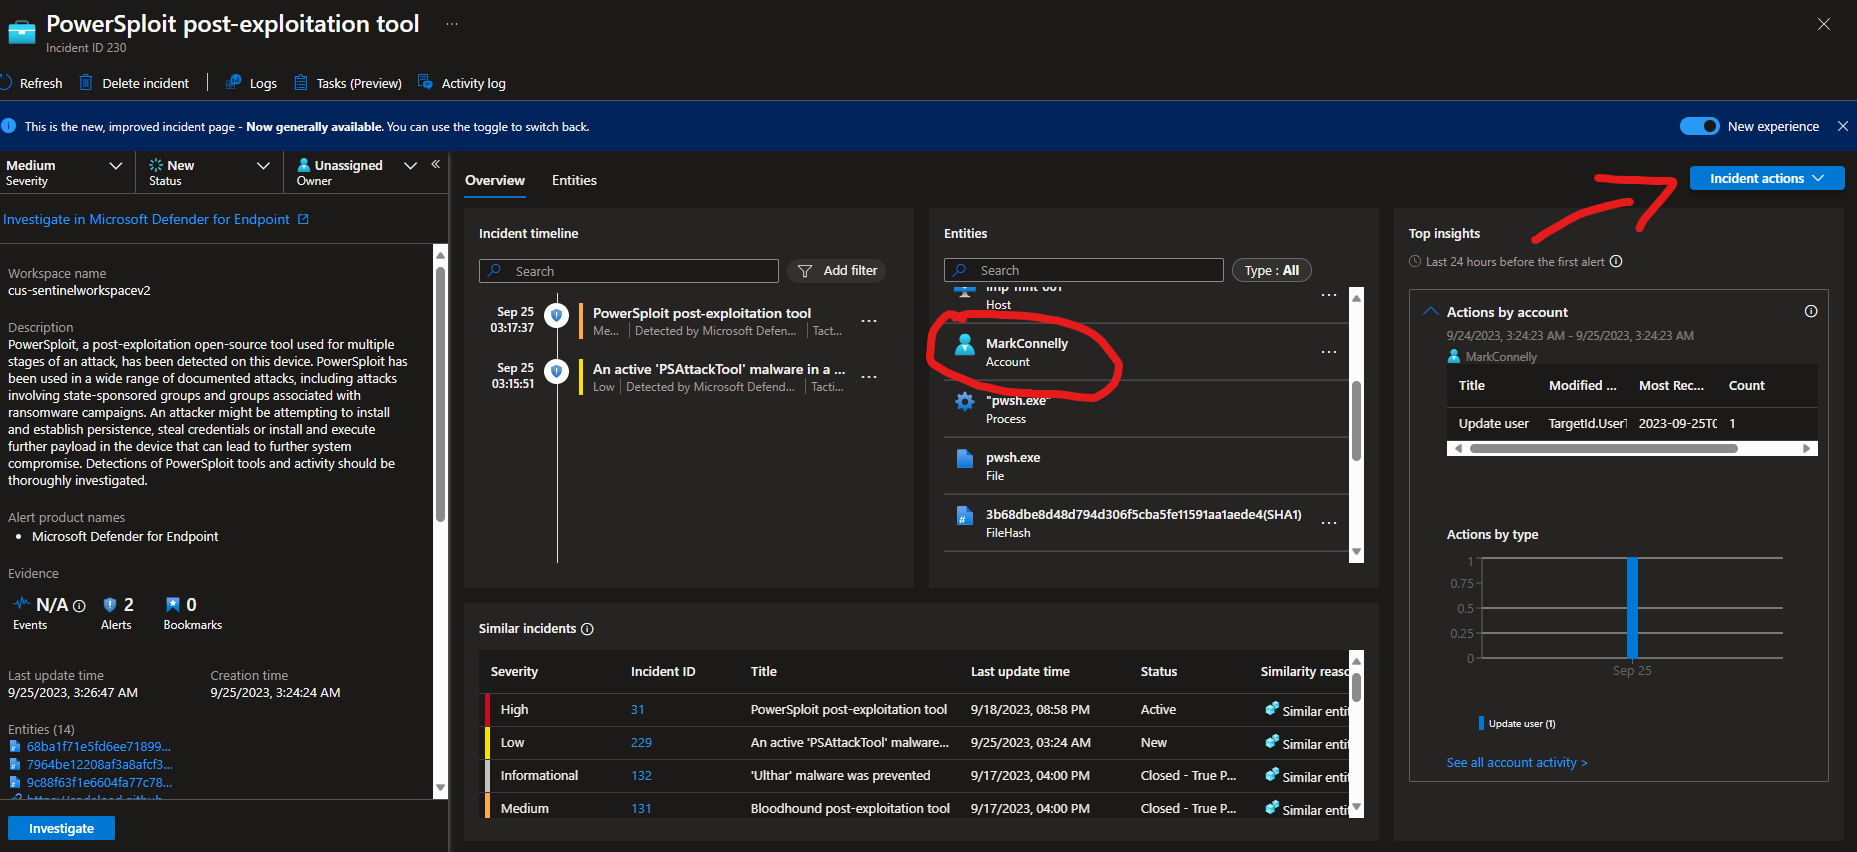 PowerSploit post-exploitation tool ...
Incident ID 230
Refresh Delete incident Logs Tasks (Preview) Activity log
This is the new, improved incident page - Now generally available. You can use the toggle to switch back.
New experience
Medium
Severity
New
Status
Unassigned
Owner
Investigate in Microsoft Defender for Endpoint
Workspace name
cus-sentinelworkspacev2
Description
PowerSploit, a post-exploitation open-source tool used for multiple
stages of an attack, has been detected on this device. PowerSploit has
been used in a wide range of documented attacks, including attacks
involving state-sponsored groups and groups associated with
ransomware campaigns. An attacker might be attempting to install
and establish persistence, steal credentials or install and execute
further payload in the device that can lead to further system
compromise. Detections of PowerSploit tools and activity should be
thoroughly investigated.
Alert product names
• Microsoft Defender for Endpoint
Evidence
N/A
Events
2
Alerts
0
Bookmarks
Last update time
9/25/2023, 3:26:47 AM
Creation time
9/25/2023, 3:24:24 AM
Entities (14)
68ba1f71e5fd6ee71899...
7964be12208af3a8afcf3...
9c88f63f1e6604fa77c78...
Investigate
Overview Entities
Incident actions
Incident timeline
Search
Add filter
Sep 25
03:17:37
PowerSploit post-exploitation tool
Me... | Detected by Microsoft Defen... | Tact...
Sep 25
03:15:51
An active 'PSAttackTool' malware in a ...
Low | Detected by Microsoft Defend... | Tacti...
Entities
Search
Type : All
Host
MarkConnelly
Account
"pwsh.exe"
Process
pwsh.exe
File
3b68dbe8d48d794d306f5cba5fe11591aa1aede4(SHA1)
FileHash
Similar incidents
Severity Incident ID Title Last update time Status Similarity reaso
High 31 PowerSploit post-exploitation tool 9/18/2023, 08:58 PM Active Similar entit
Low 229 An active 'PSAttackTool' malware... 9/25/2023, 03:24 AM New Similar entit
Informational 132 'Ulthar' malware was prevented 9/17/2023, 04:00 PM Closed - True P... Similar entit
Medium 131 Bloodhound post-exploitation tool 9/17/2023, 04:00 PM Closed - True P... Similar entit
Top insights
Last 24 hours before the first alert
Actions by account
9/24/2023, 3:24:23 AM - 9/25/2023, 3:24:23 AM
MarkConnelly
Title Modified ... Most Rec... Count
Update user TargetId.UserT 2023-09-25T0 1
Actions by type
1
0.75
0.5
0.25
0
Sep 25
Update user (1)
See all account activity >